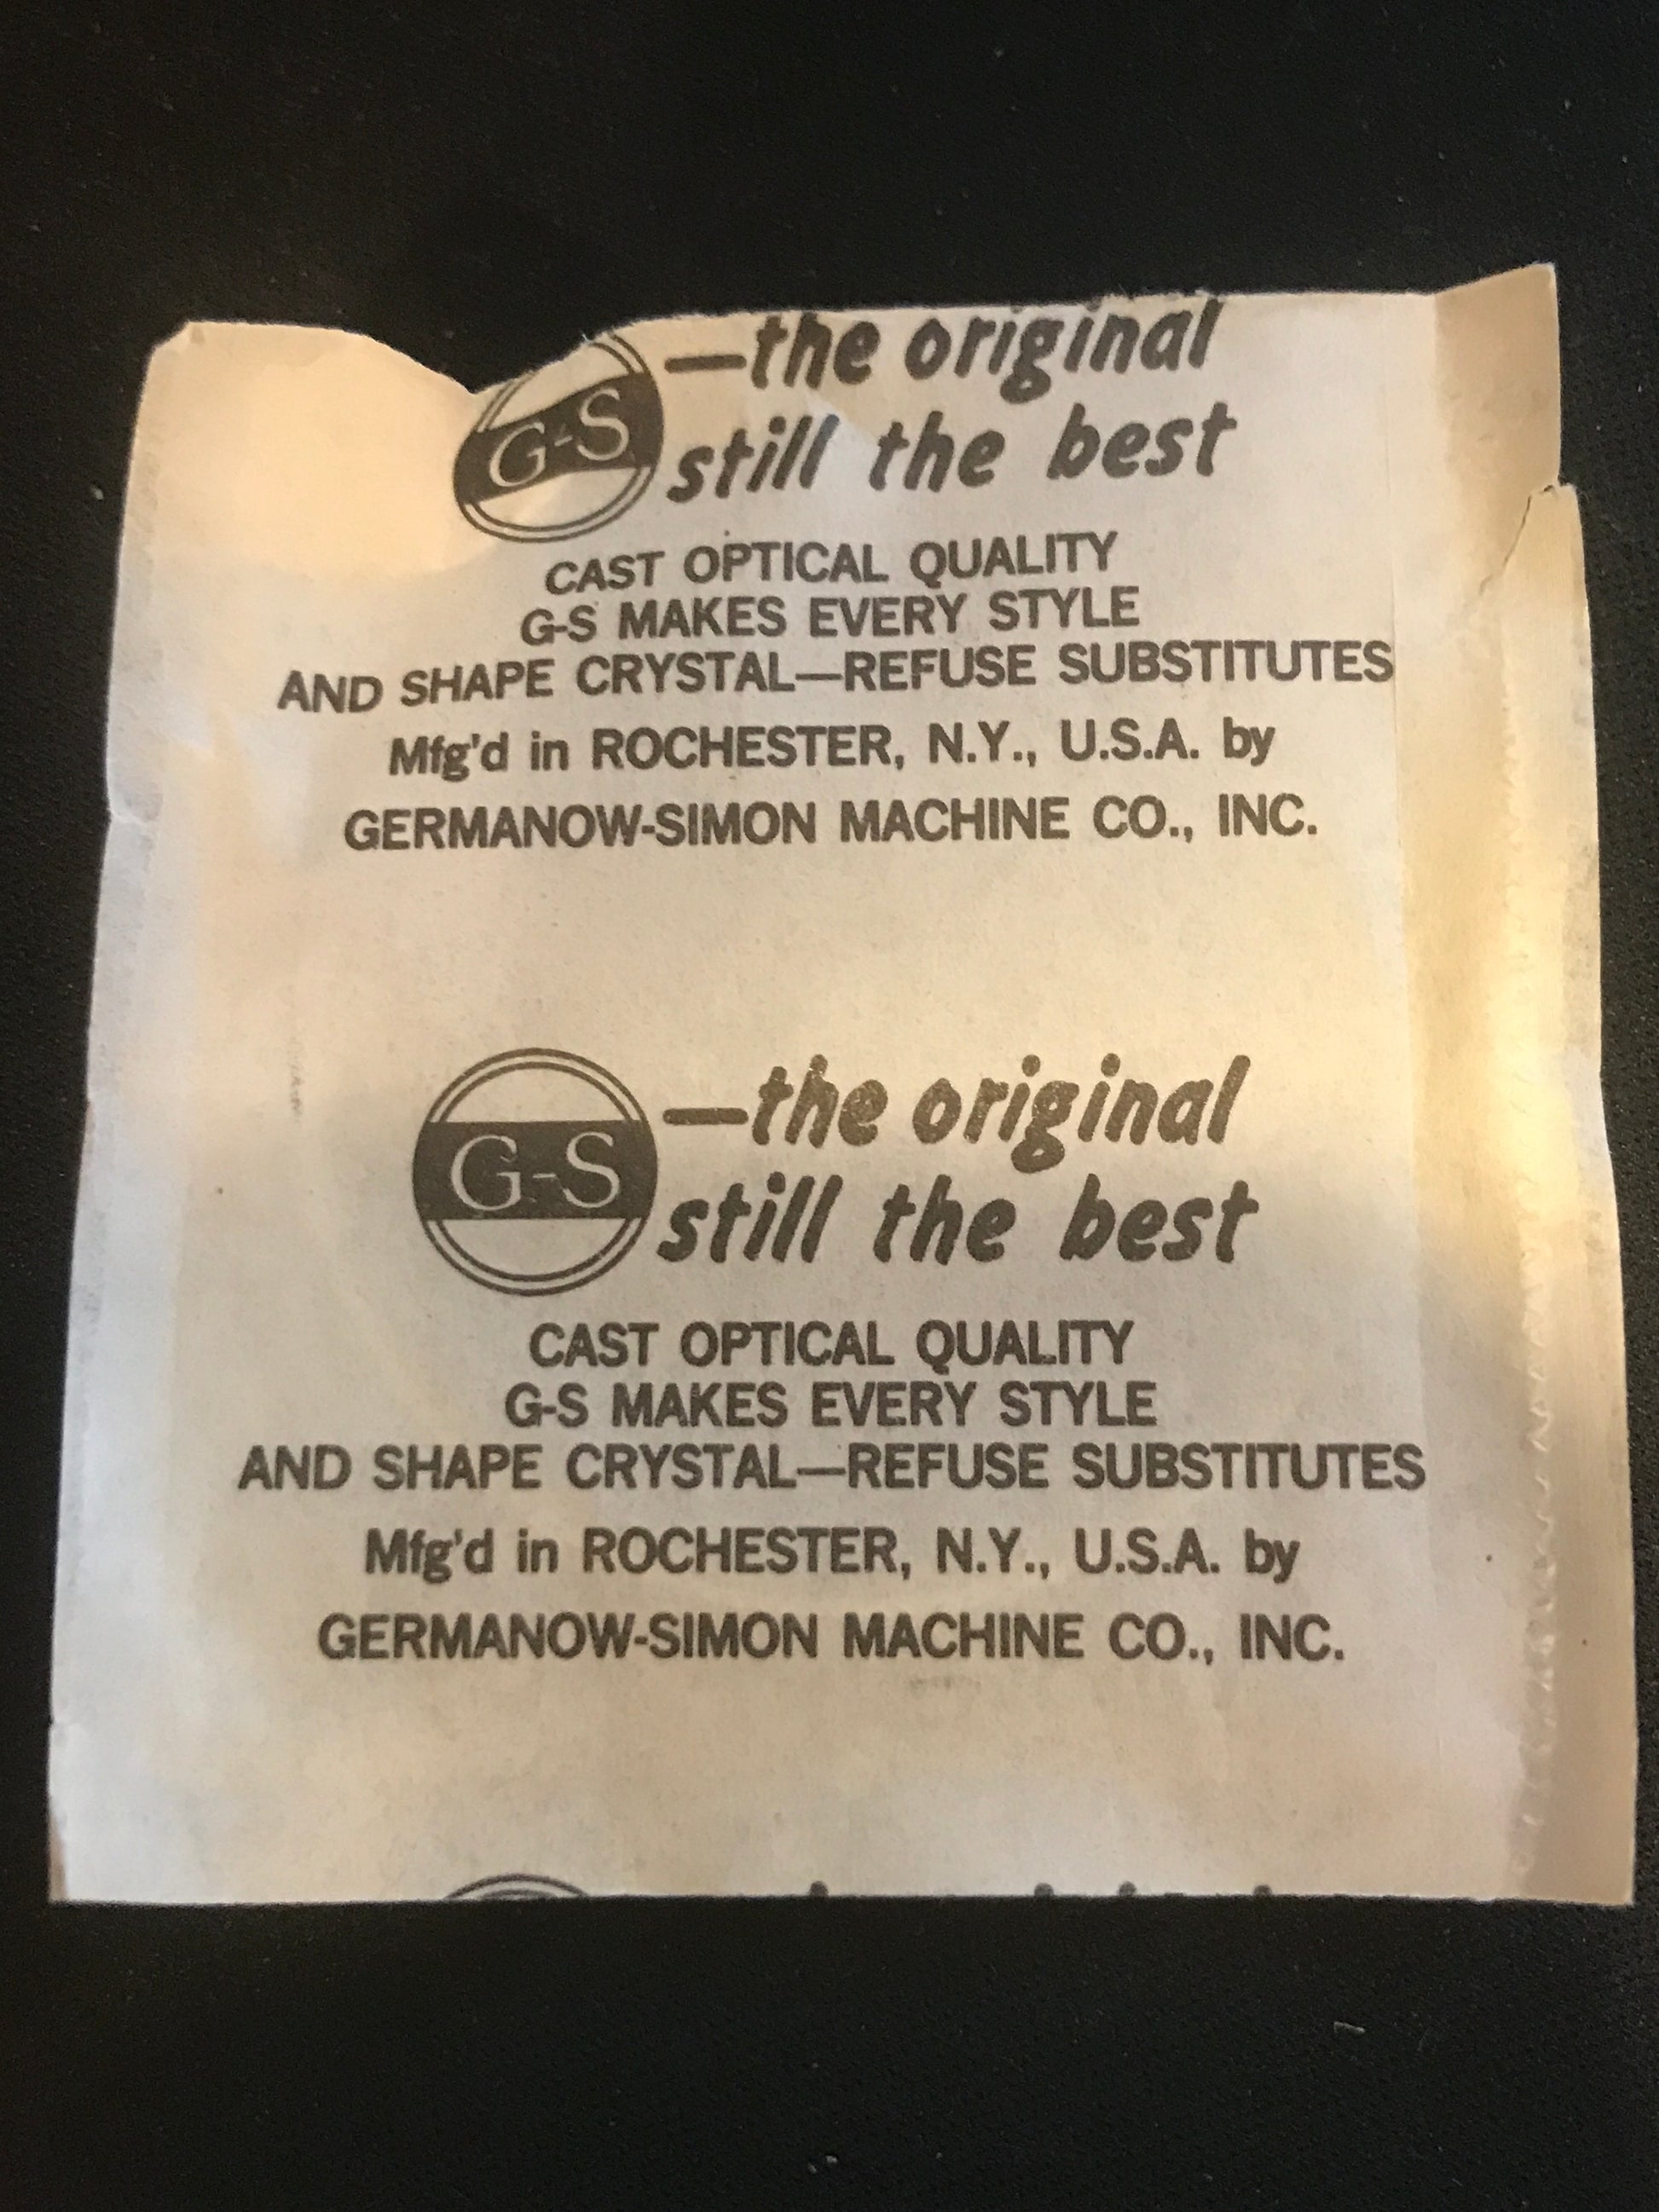 G-S —the original
still the best
CAST OPTICAL QUALITY
G-S MAKES EVERY STYLE
AND SHAPE CRYSTAL—REFUSE SUBSTITUTES
Mfg'd in ROCHESTER, N.Y., U.S.A. by
GERMANOW-SIMON MACHINE CO., INC.
G-S —the original
still the best
CAST OPTICAL QUALITY
G-S MAKES EVERY STYLE
AND SHAPE CRYSTAL—REFUSE SUBSTITUTES
Mfg'd in ROCHESTER, N.Y., U.S.A. by
GERMANOW-SIMON MACHINE CO., INC.